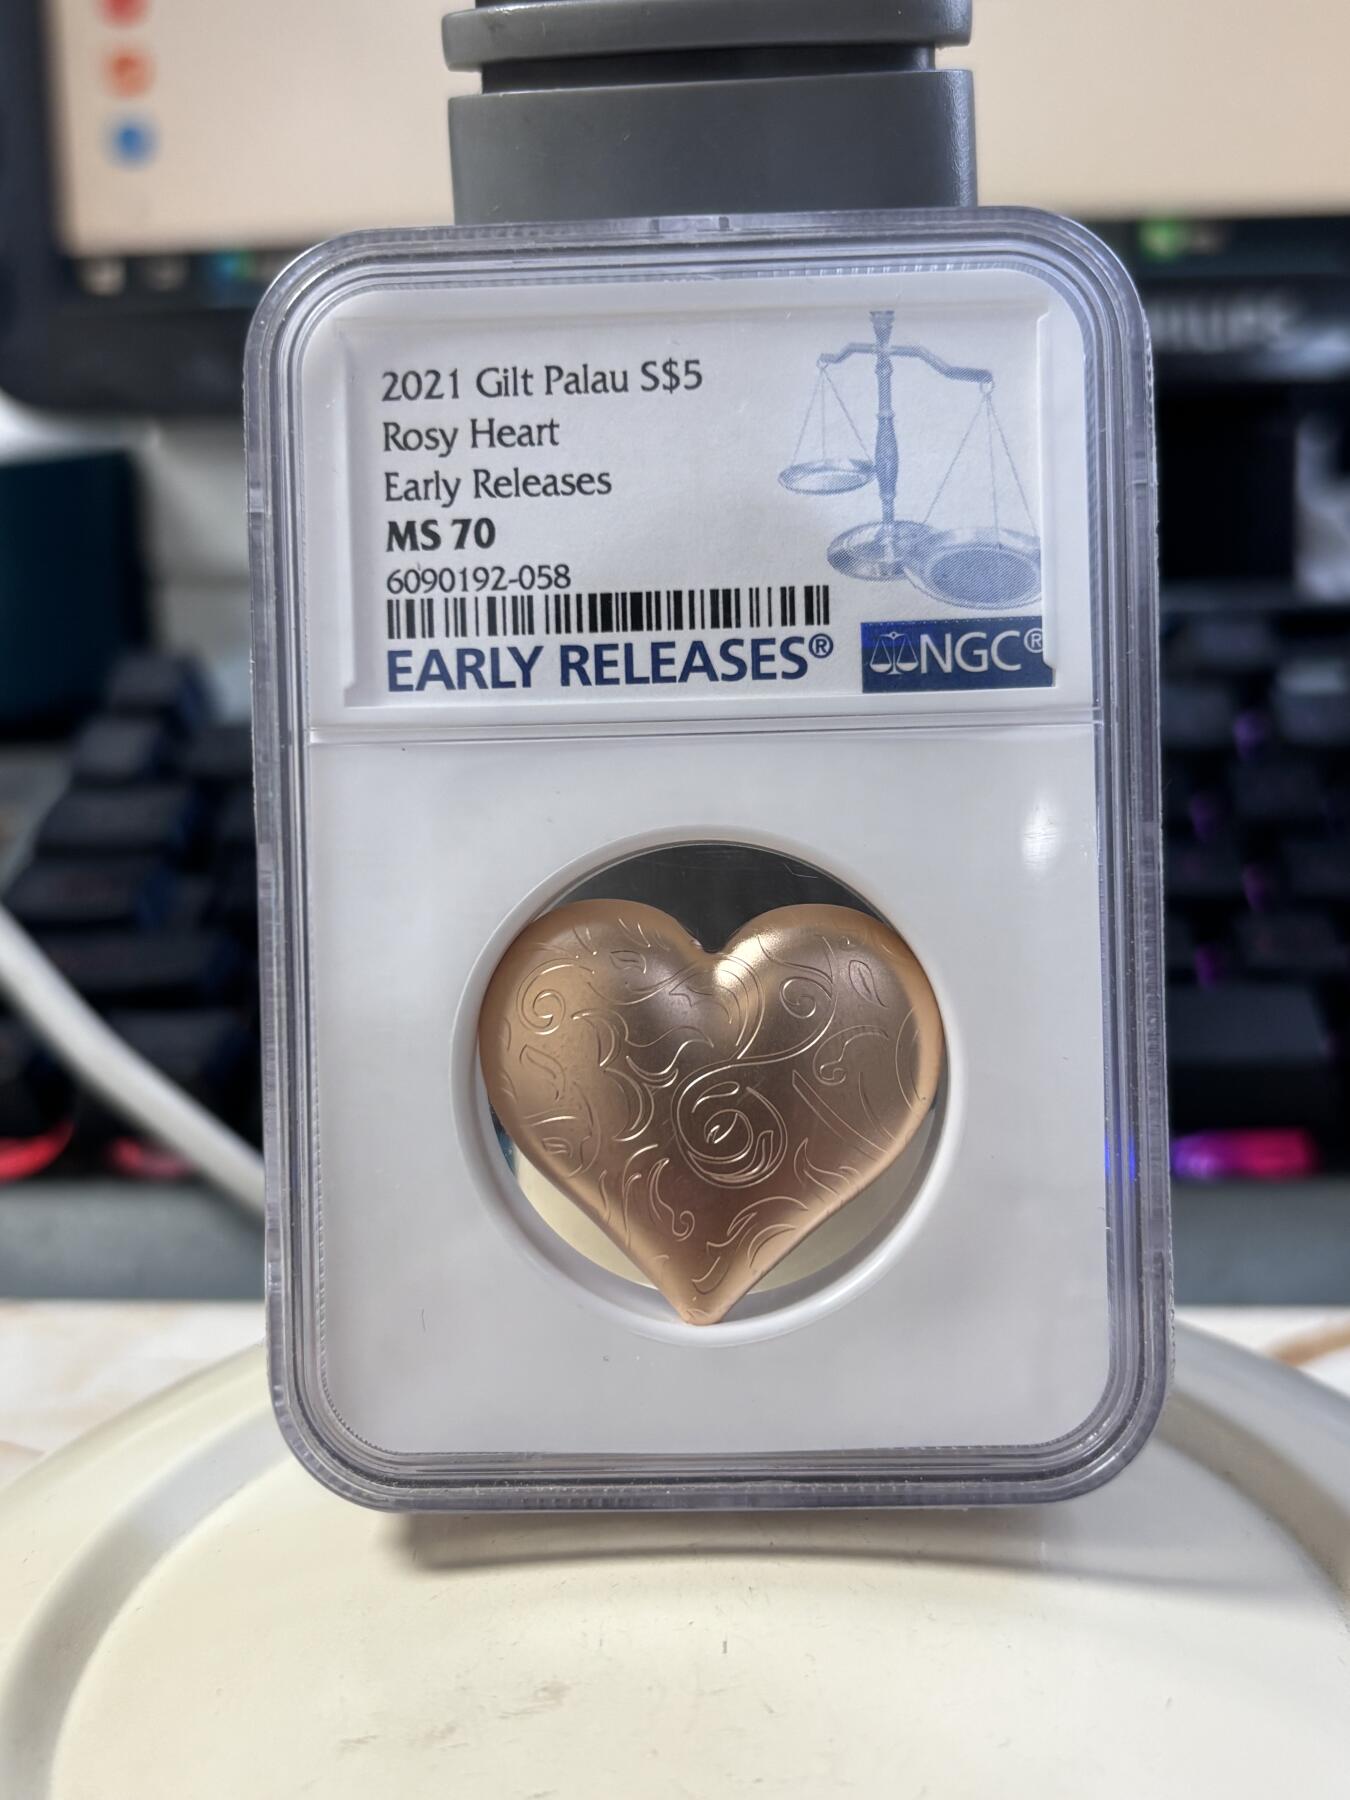 2021 Gilt Palau S$5
Rosy Heart
Early Releases
MS 70
6090192-058
EARLY RELEASES®
NGC®